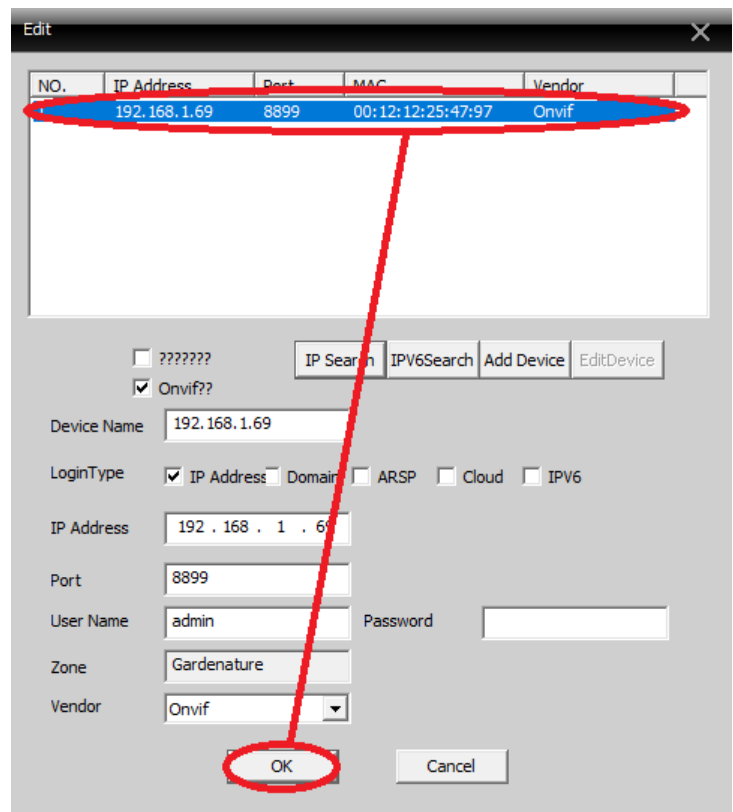 Edit
NO. IP Address Port MAC Vendor
192.168.1.69 8899 00:12:12:25:47:97 Onvif
???????
IP Search IPV6Search Add Device EditDevice
Onvif??
Device Name 192.168.1.69
LoginType IP Address Domain ARSP Cloud IPV6
IP Address 192 . 168 . 1 . 69
Port 8899
User Name admin Password
Zone Gardenature
Vendor Onvif
OK Cancel